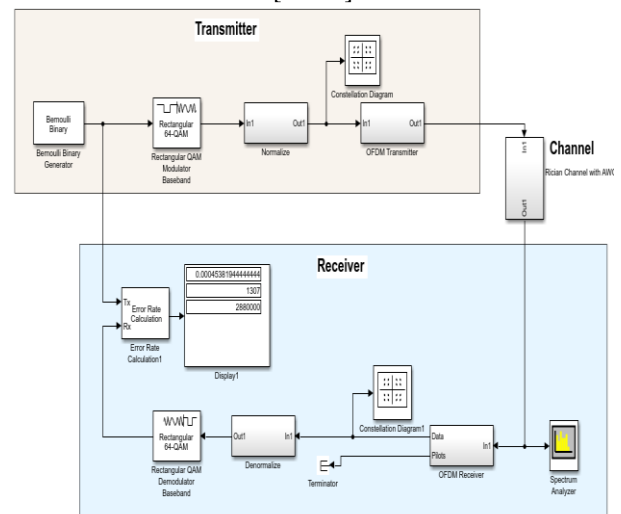 Transmitter
Bernoulli
Binary
Bernoulli Binary
Generator
Rectangular
64-QAM
Rectangular QAM
Modulator
Baseband
In1
Out1
Normalize
Constellation Diagram
In1
Out1
OFDM Transmitter
In1
Out1
Channel
Rician Channel with AWG
Receiver
Tx
Rx
Error Rate
Calculation
Error Rate
Calculation1
0.00045381944444444
1307
2880000
Display1
Rectangular
64-QAM
Rectangular QAM
Demodulator
Baseband
Out1
In1
Denormalize
Constellation Diagram1
Terminator
Data
Pilots
In1
OFDM Receiver
Spectrum
Analyzer